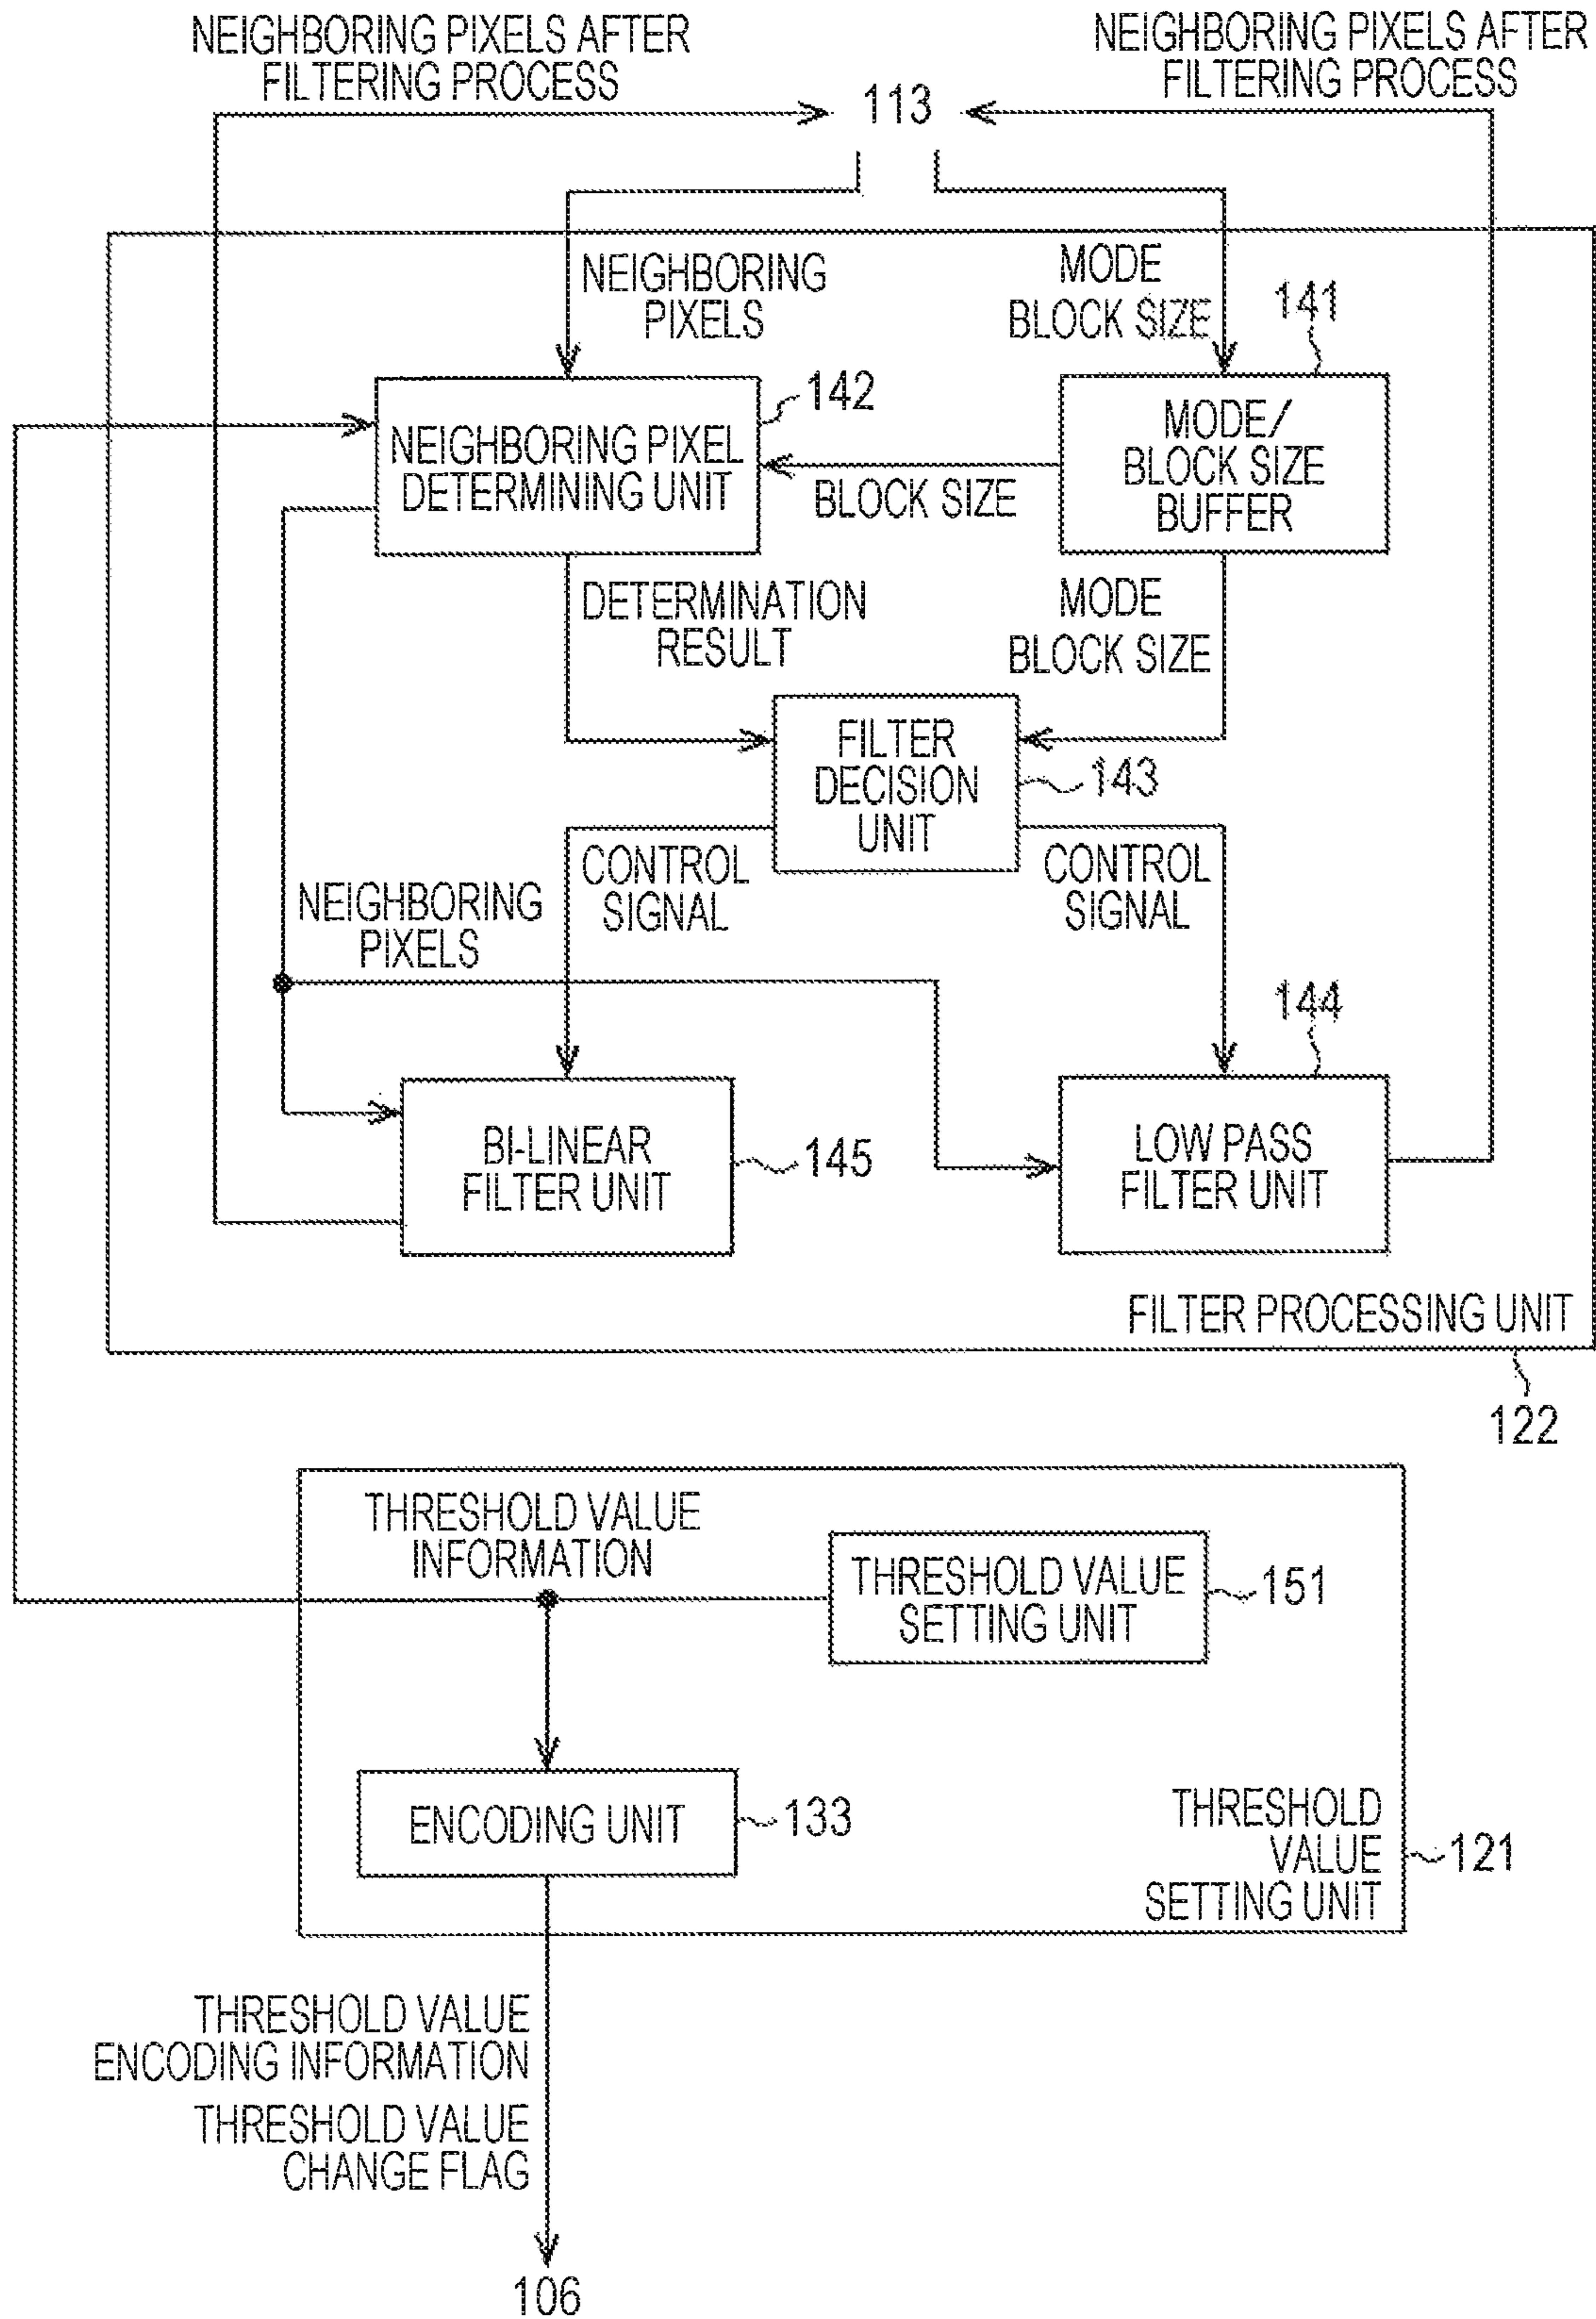 NEIGHBORING PIXELS AFTER
FILTERING PROCESS
NEIGHBORING PIXELS AFTER
FILTERING PROCESS
113
NEIGHBORING
PIXELS
MODE
BLOCK SIZE
141
142
NEIGHBORING PIXEL
DETERMINING UNIT
BLOCK SIZE
MODE/
BLOCK SIZE
BUFFER
DETERMINATION
RESULT
MODE
BLOCK SIZE
FILTER
DECISION
UNIT
143
CONTROL
SIGNAL
CONTROL
SIGNAL
NEIGHBORING
PIXELS
144
BI-LINEAR
FILTER UNIT
145
LOW PASS
FILTER UNIT
FILTER PROCESSING UNIT
122
THRESHOLD VALUE
INFORMATION
THRESHOLD VALUE
SETTING UNIT
151
ENCODING UNIT
133
THRESHOLD
VALUE
SETTING UNIT
121
THRESHOLD VALUE
ENCODING INFORMATION
THRESHOLD VALUE
CHANGE FLAG
106